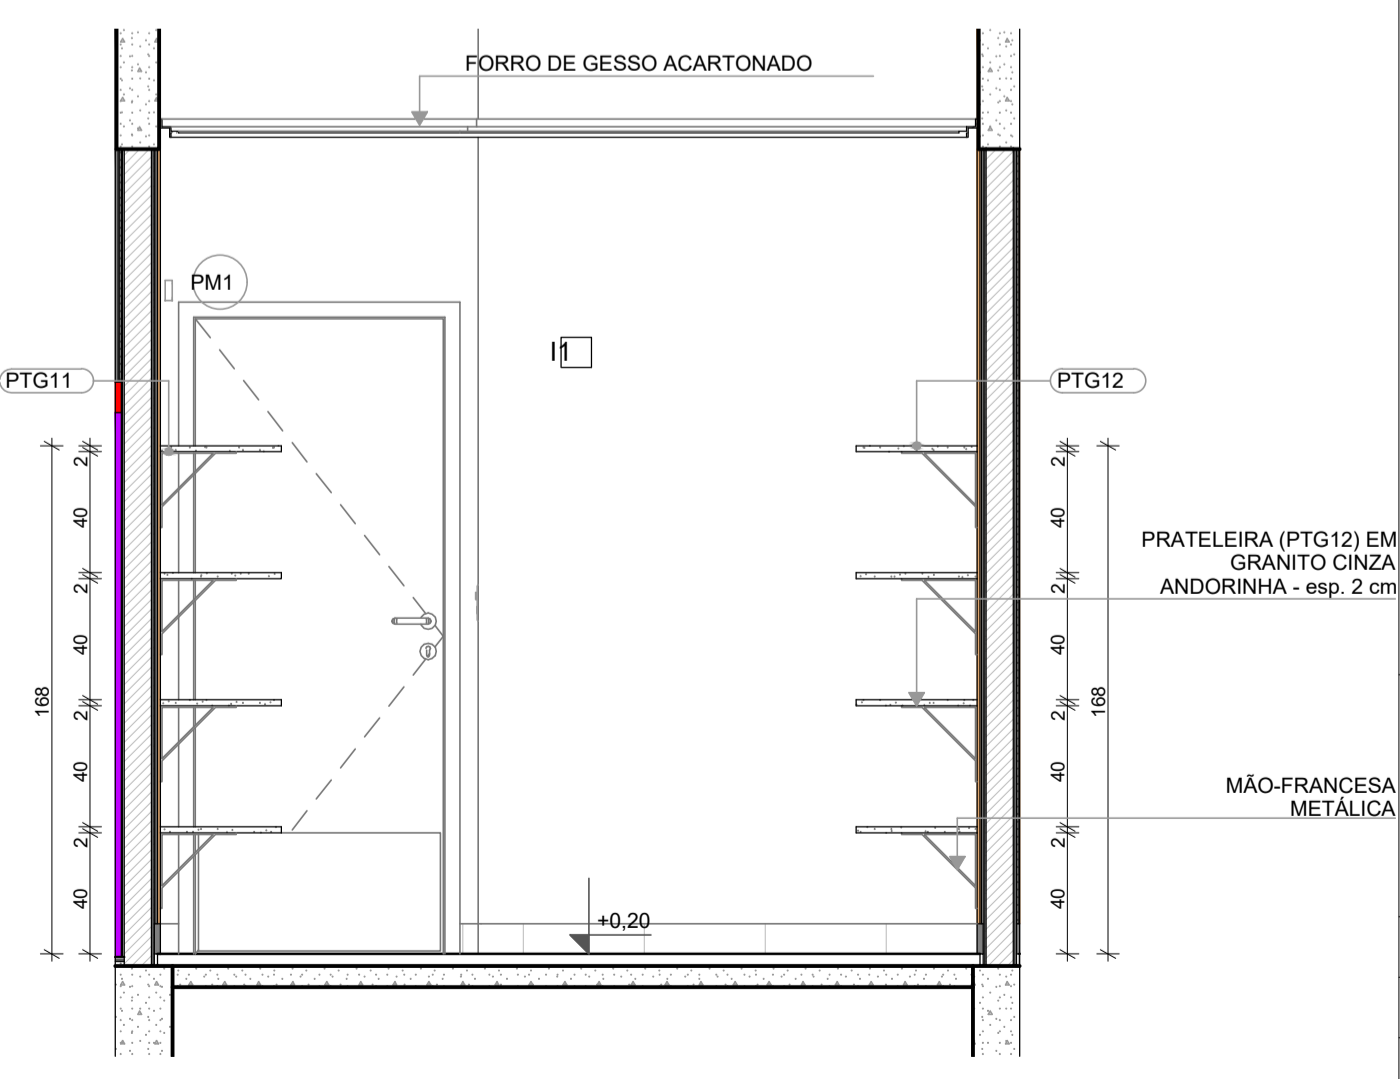 FORRO DE GESSO ACARTONADO
PM1
I1
PTG11
PTG12
2
40
2
40
2
40
2
40
168
2
40
2
40
2
40
2
40
168
PRATELEIRA (PTG12) EM
GRANITO CINZA
ANDORINHA - esp. 2 cm
MÃO-FRANCESA
METÁLICA
+0,20